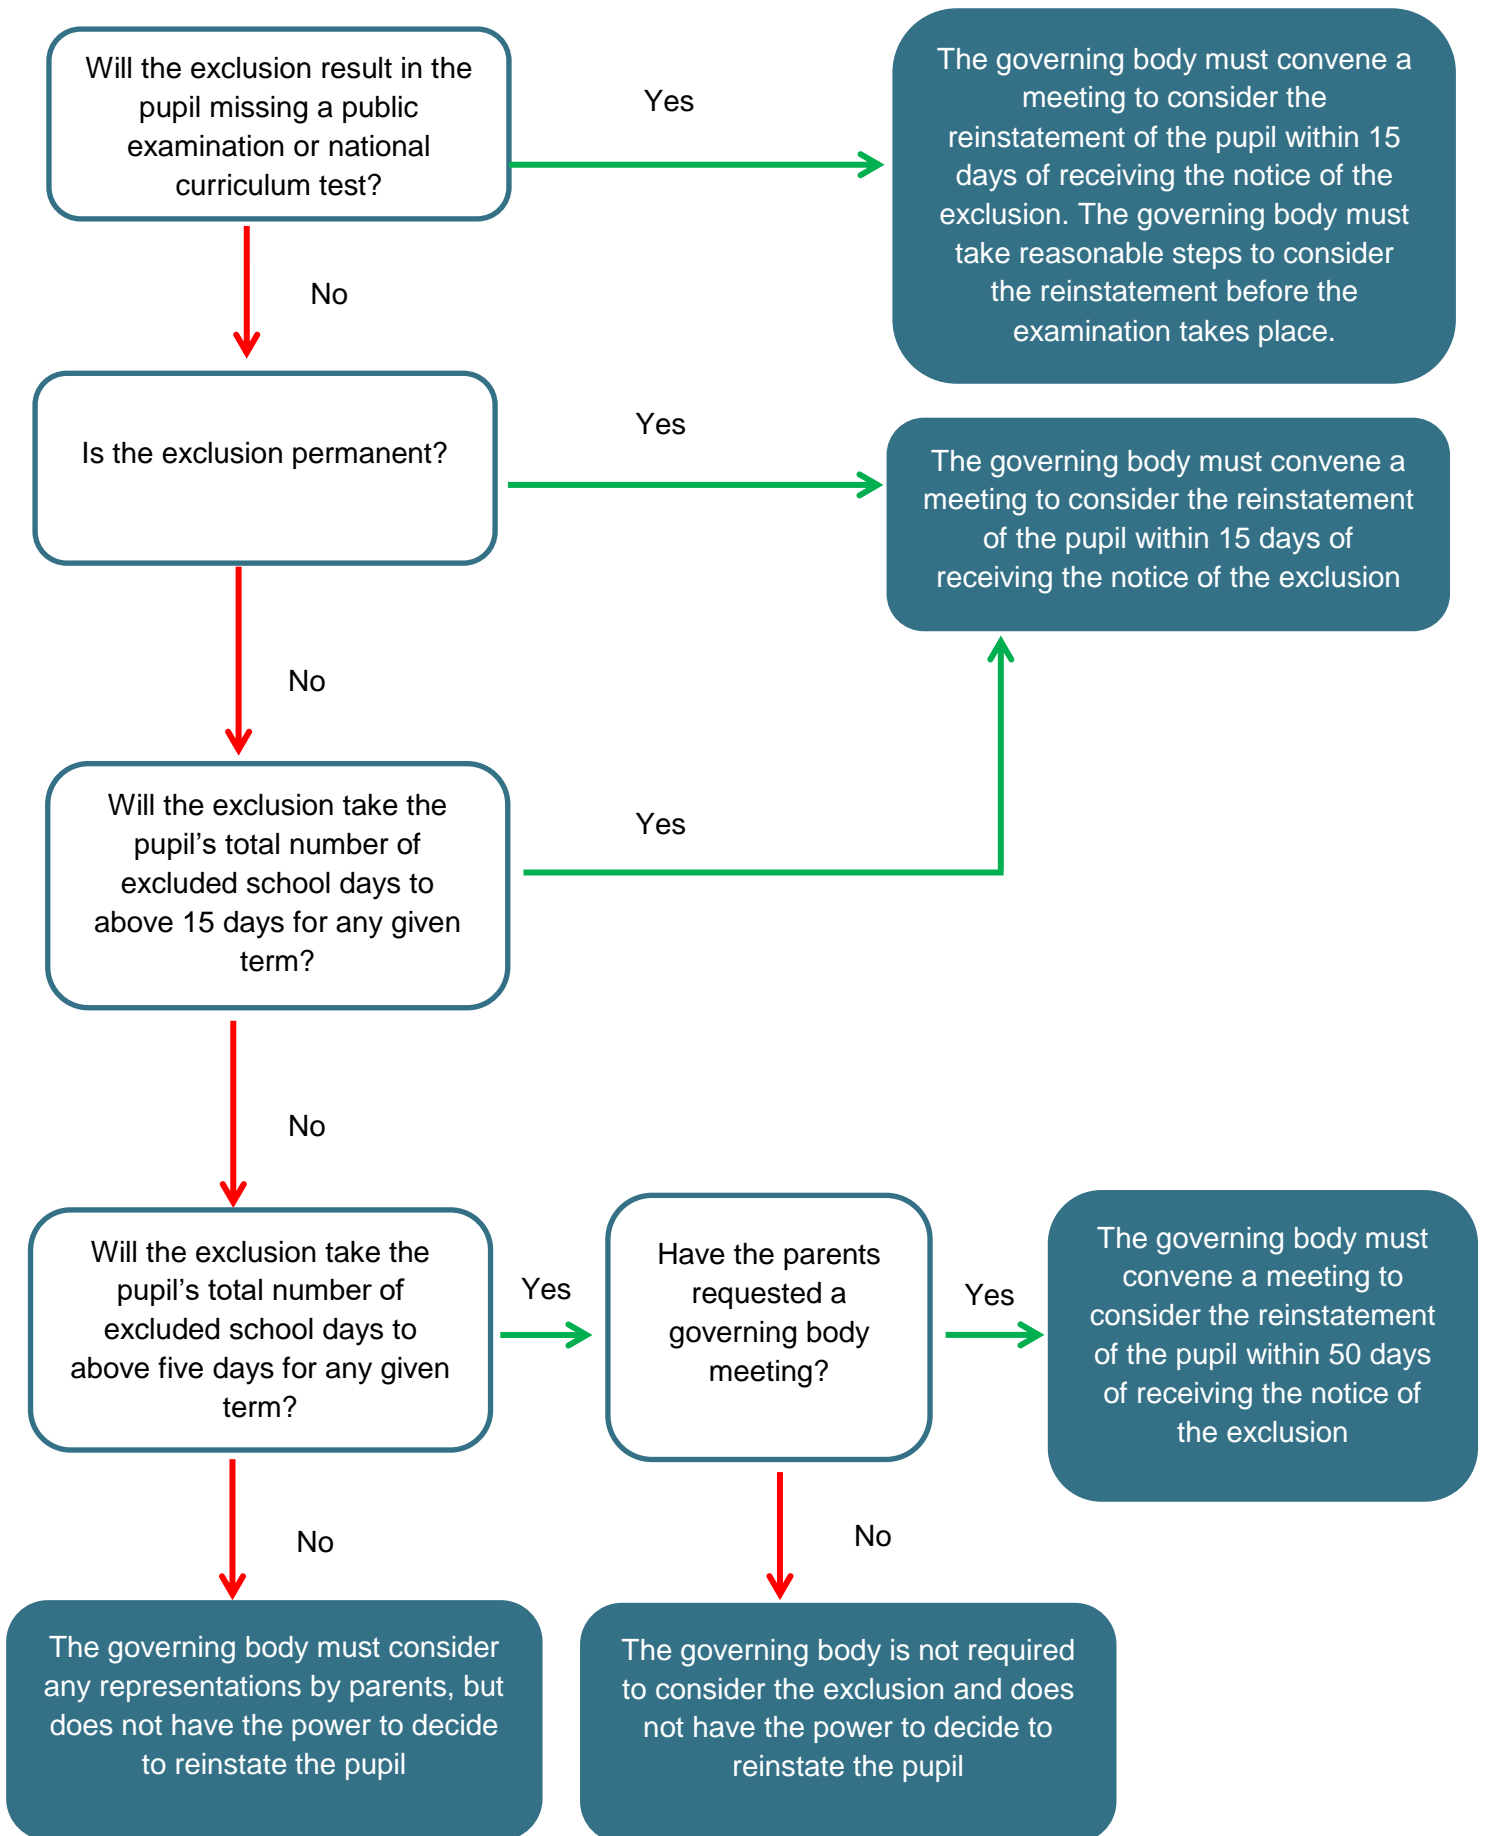 Will the exclusion result in the
pupil missing a public
examination or national
curriculum test?
Yes
The governing body must convene a
meeting to consider the
reinstatement of the pupil within 15
days of receiving the notice of the
exclusion. The governing body must
take reasonable steps to consider
the reinstatement before the
examination takes place.
No
Is the exclusion permanent?
Yes
The governing body must convene a
meeting to consider the reinstatement
of the pupil within 15 days of
receiving the notice of the exclusion
No
Will the exclusion take the
pupil’s total number of
excluded school days to
above 15 days for any given
term?
Yes
No
Will the exclusion take the
pupil’s total number of
excluded school days to
above five days for any given
term?
Yes
Have the parents
requested a
governing body
meeting?
Yes
The governing body must
convene a meeting to
consider the reinstatement
of the pupil within 50 days
of receiving the notice of
the exclusion
No
No
The governing body must consider
any representations by parents, but
does not have the power to decide
to reinstate the pupil
The governing body is not required
to consider the exclusion and does
not have the power to decide to
reinstate the pupil